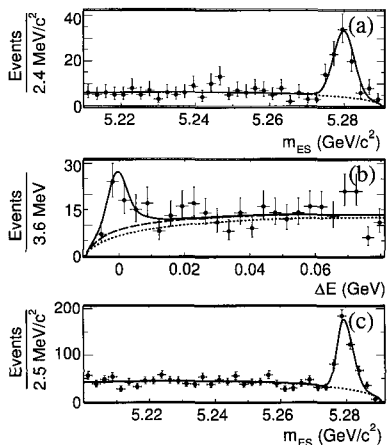 40
20
0
Events
2.4 MeV/c²
(a)
5.22 5.24 5.26 5.28
m_ES (GeV/c²)
30
15
0
Events
3.6 MeV
(b)
0 0.02 0.04 0.06
ΔE (GeV)
200
100
0
Events
2.5 MeV/c²
(c)
5.22 5.24 5.26 5.28
m_ES (GeV/c²)